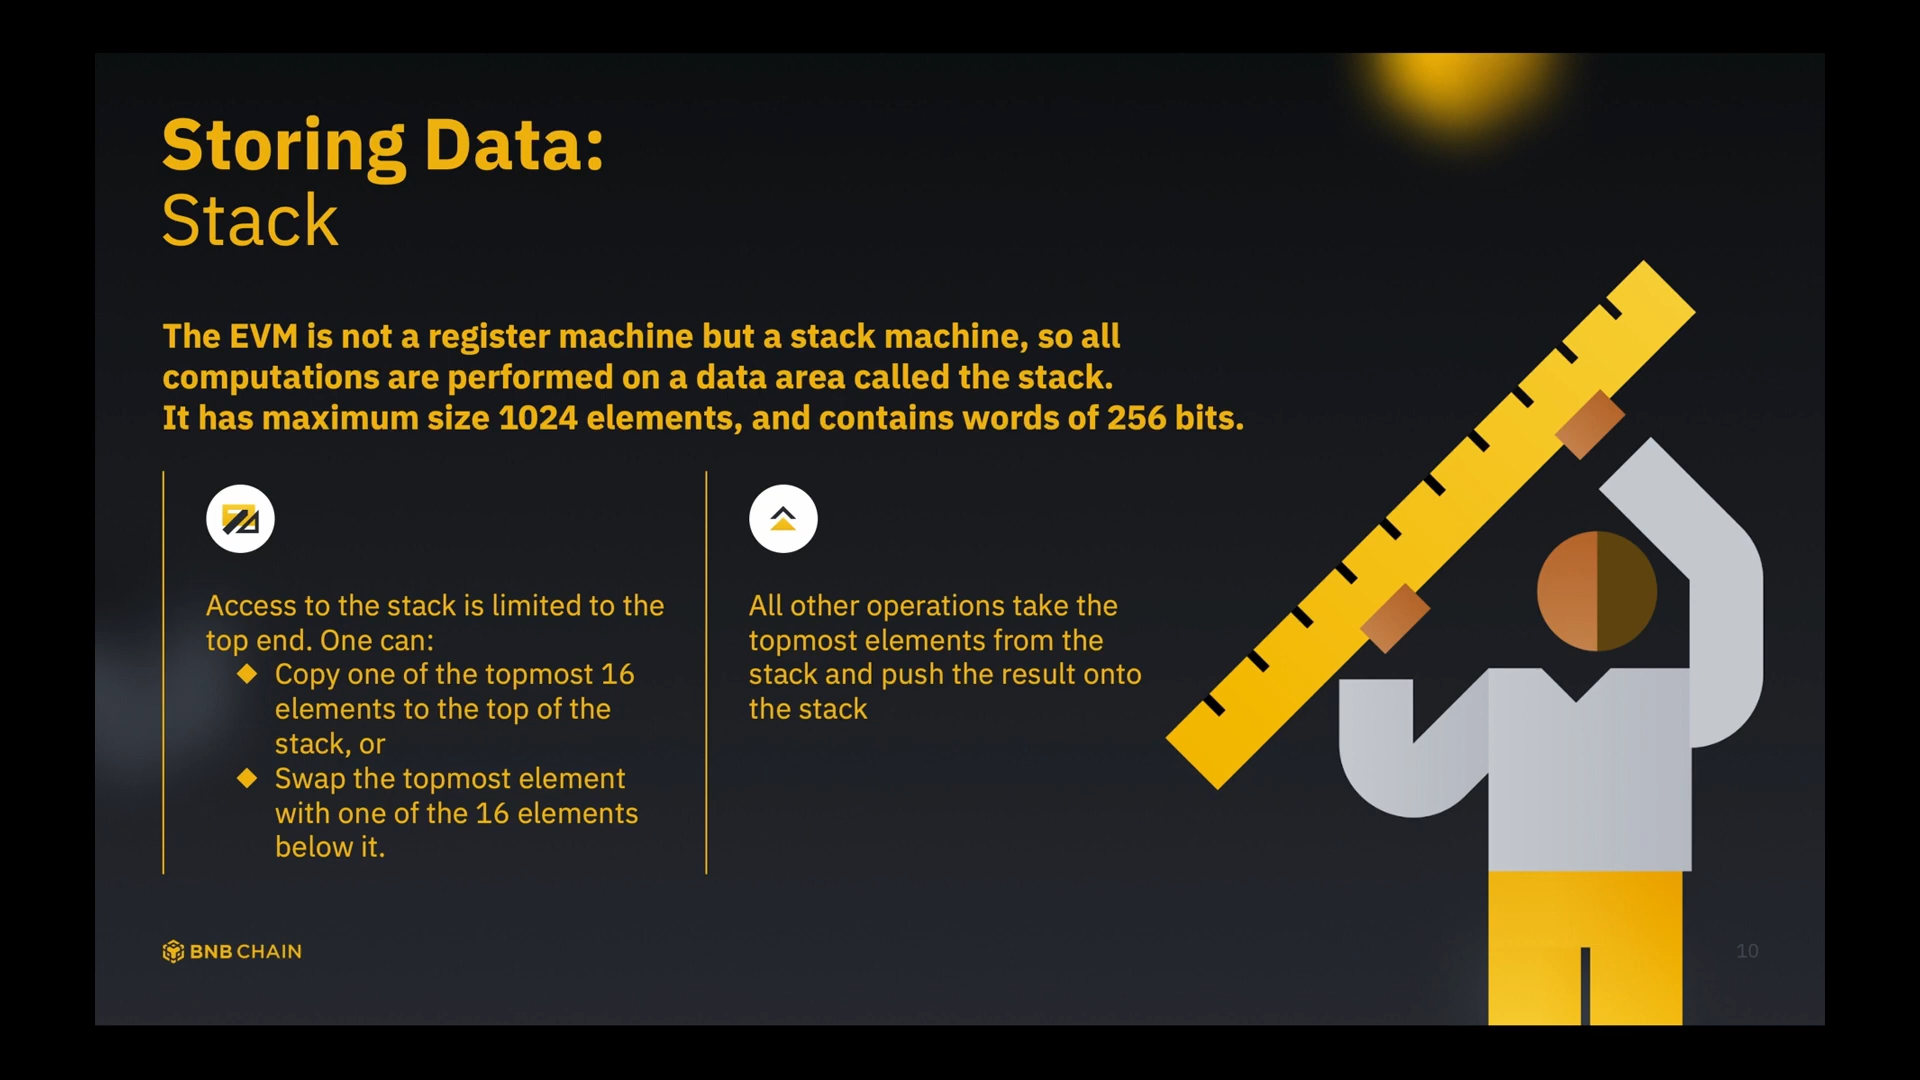 Storing Data:
Stack
The EVM is not a register machine but a stack machine, so all
computations are performed on a data area called the stack.
It has maximum size 1024 elements, and contains words of 256 bits.
Access to the stack is limited to the
top end. One can:
Copy one of the topmost 16
elements to the top of the
stack, or
Swap the topmost element
with one of the 16 elements
below it.
All other operations take the
topmost elements from the
stack and push the result onto
the stack
BNB CHAIN
10